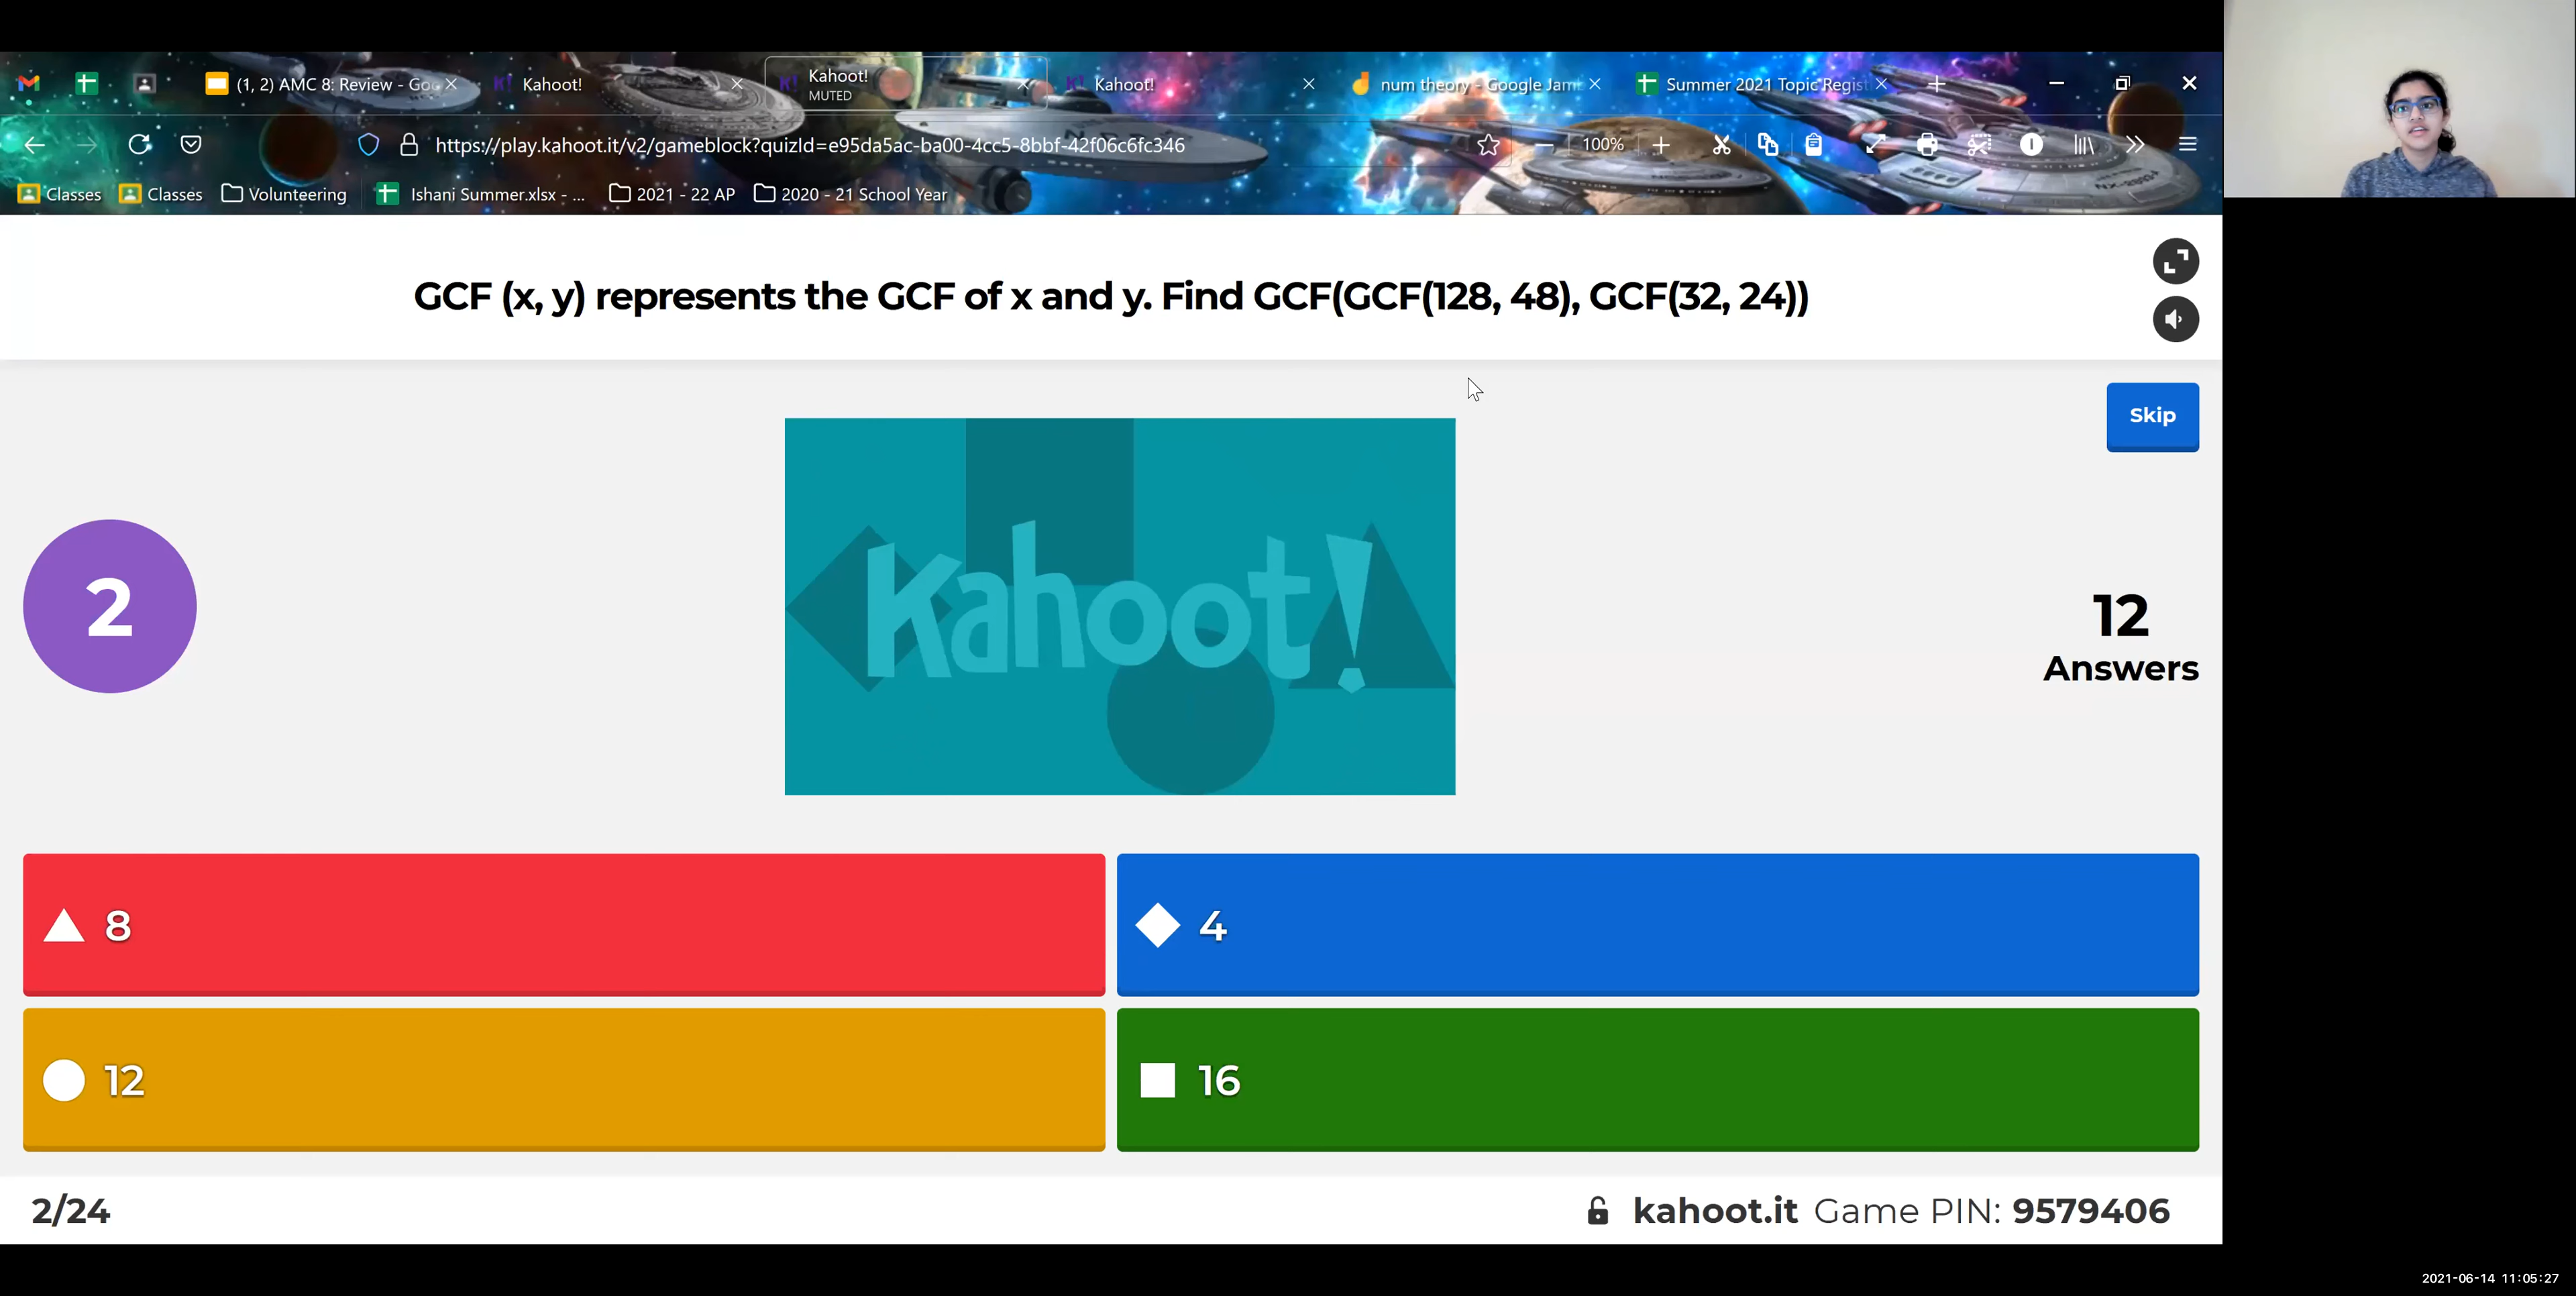 (1, 2) AMC 8: Review - Goo
Kahoot!
Kahoot!
MUTED
Kahoot!
num theory - Google Jam
Summer 2021 Topic Regist
https://play.kahoot.it/v2/gameblock?quizId=e95da5ac-ba00-4cc5-8bbf-42f06c6fc346
100%
Classes
Classes
Volunteering
Ishani Summer.xlsx - ...
2021 - 22 AP
2020 - 21 School Year
GCF (x, y) represents the GCF of x and y. Find GCF(GCF(128, 48), GCF(32, 24))
Skip
2
Kahoot!
12
Answers
8
4
12
16
2/24
kahoot.it Game PIN: 9579406
2021-06-14 11:05:27